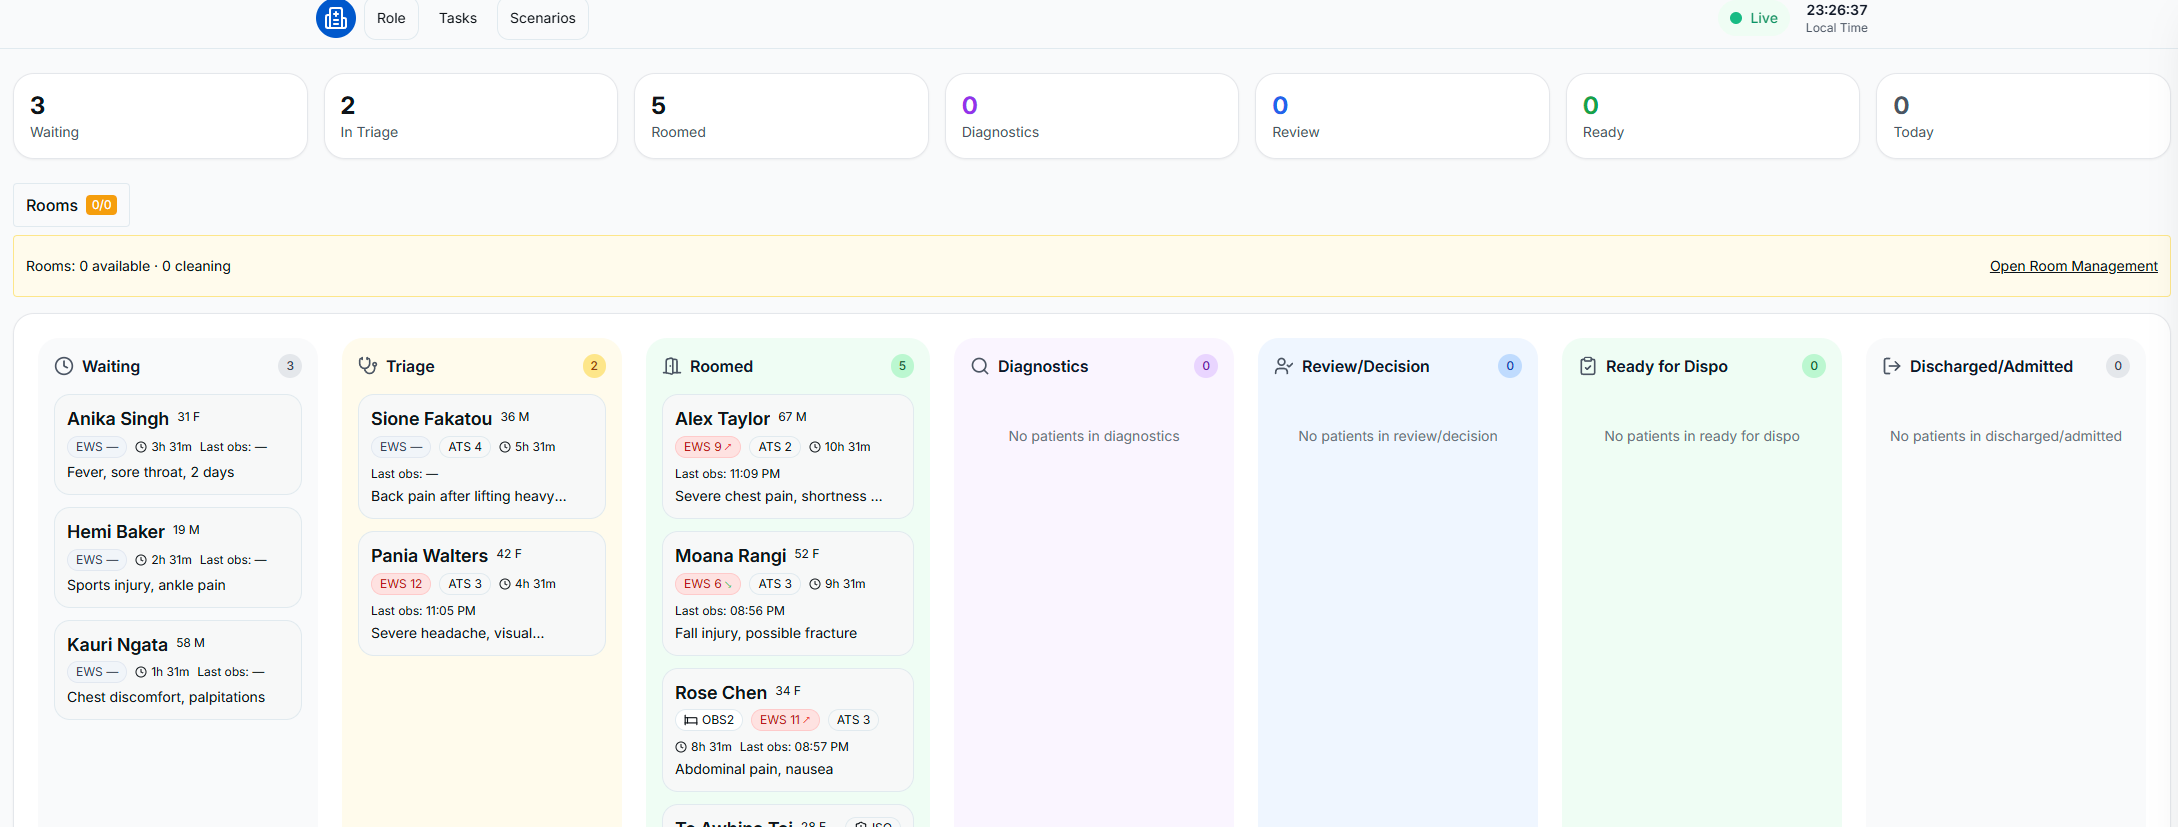 Role Tasks Scenarios
Live
23:26:37
Local Time
3
Waiting
2
In Triage
5
Roomed
0
Diagnostics
0
Review
0
Ready
0
Today
Rooms 0/0
Rooms: 0 available · 0 cleaning
Open Room Management
Waiting 3
Anika Singh 31 F
EWS — 3h 31m Last obs: —
Fever, sore throat, 2 days
Hemi Baker 19 M
EWS — 2h 31m Last obs: —
Sports injury, ankle pain
Kauri Ngata 58 M
EWS — 1h 31m Last obs: —
Chest discomfort, palpitations
Triage 2
Sione Fakatou 36 M
EWS — ATS 4 5h 31m
Last obs: —
Back pain after lifting heavy...
Pania Walters 42 F
EWS 12 ATS 3 4h 31m
Last obs: 11:05 PM
Severe headache, visual...
Roomed 5
Alex Taylor 67 M
EWS 9↗ ATS 2 10h 31m
Last obs: 11:09 PM
Severe chest pain, shortness ...
Moana Rangi 52 F
EWS 6↘ ATS 3 9h 31m
Last obs: 08:56 PM
Fall injury, possible fracture
Rose Chen 34 F
OBS2 EWS 11↗ ATS 3
8h 31m Last obs: 08:57 PM
Abdominal pain, nausea
28 F ISO
Diagnostics 0
No patients in diagnostics
Review/Decision 0
No patients in review/decision
Ready for Dispo 0
No patients in ready for dispo
Discharged/Admitted 0
No patients in discharged/admitted